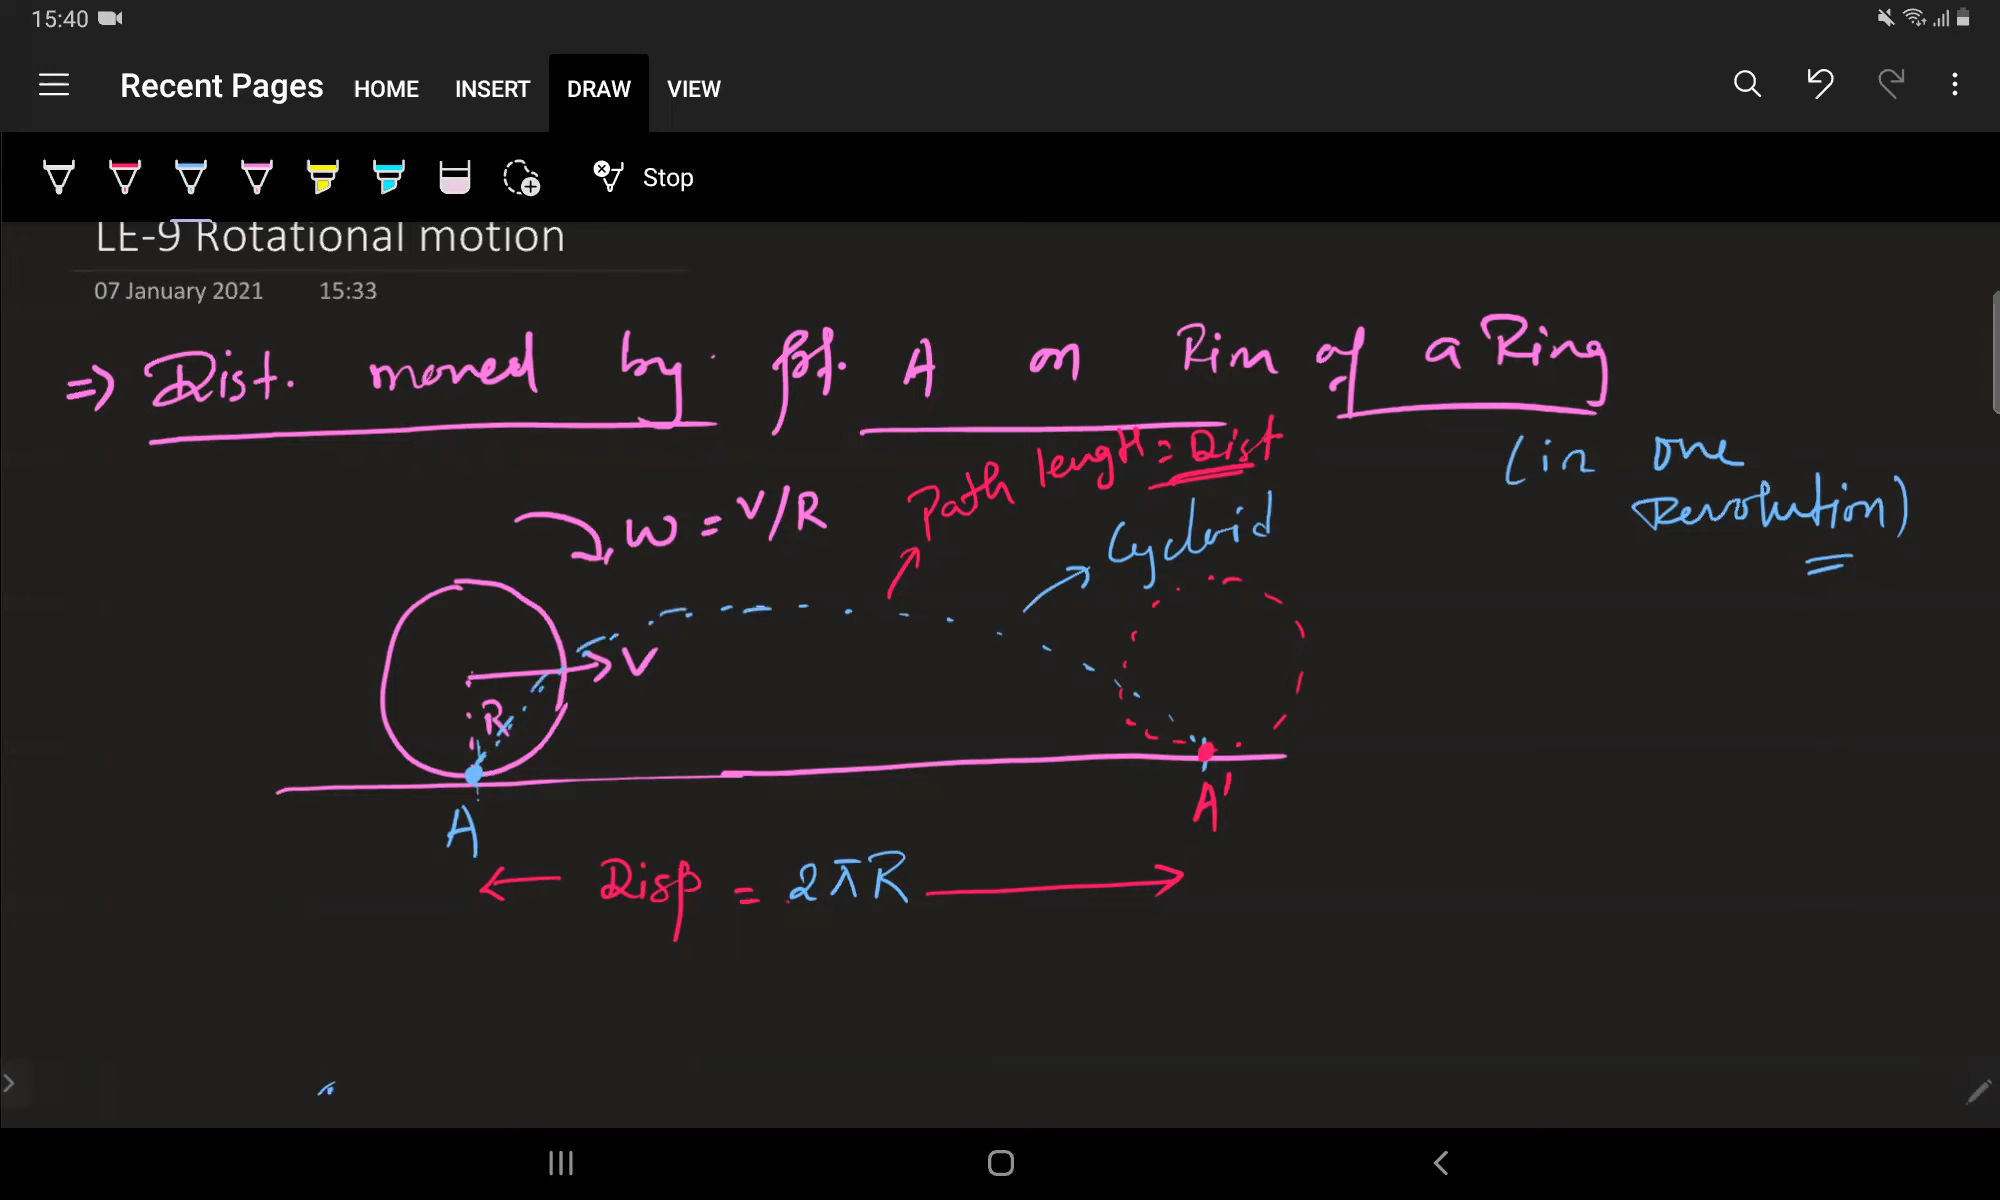 15:40
Recent Pages HOME INSERT DRAW VIEW
Stop
LE-9 Rotational motion
07 January 2021 15:33
=> Dist. moved by pt. A on Rim of a Ring
(in one
Revolution)
Path length = Dist
ω = V/R
Cycloid
V
R
A
A'
Disp = 2πR